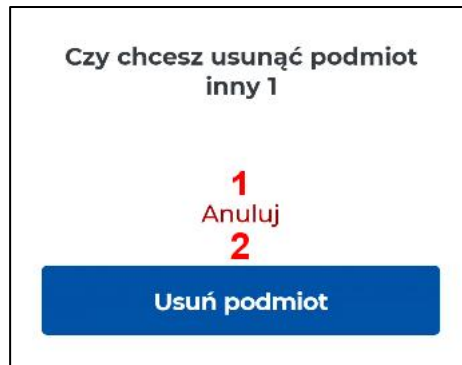 Czy chcesz usunąć podmiot
inny 1
1
Anuluj
2
Usuń podmiot